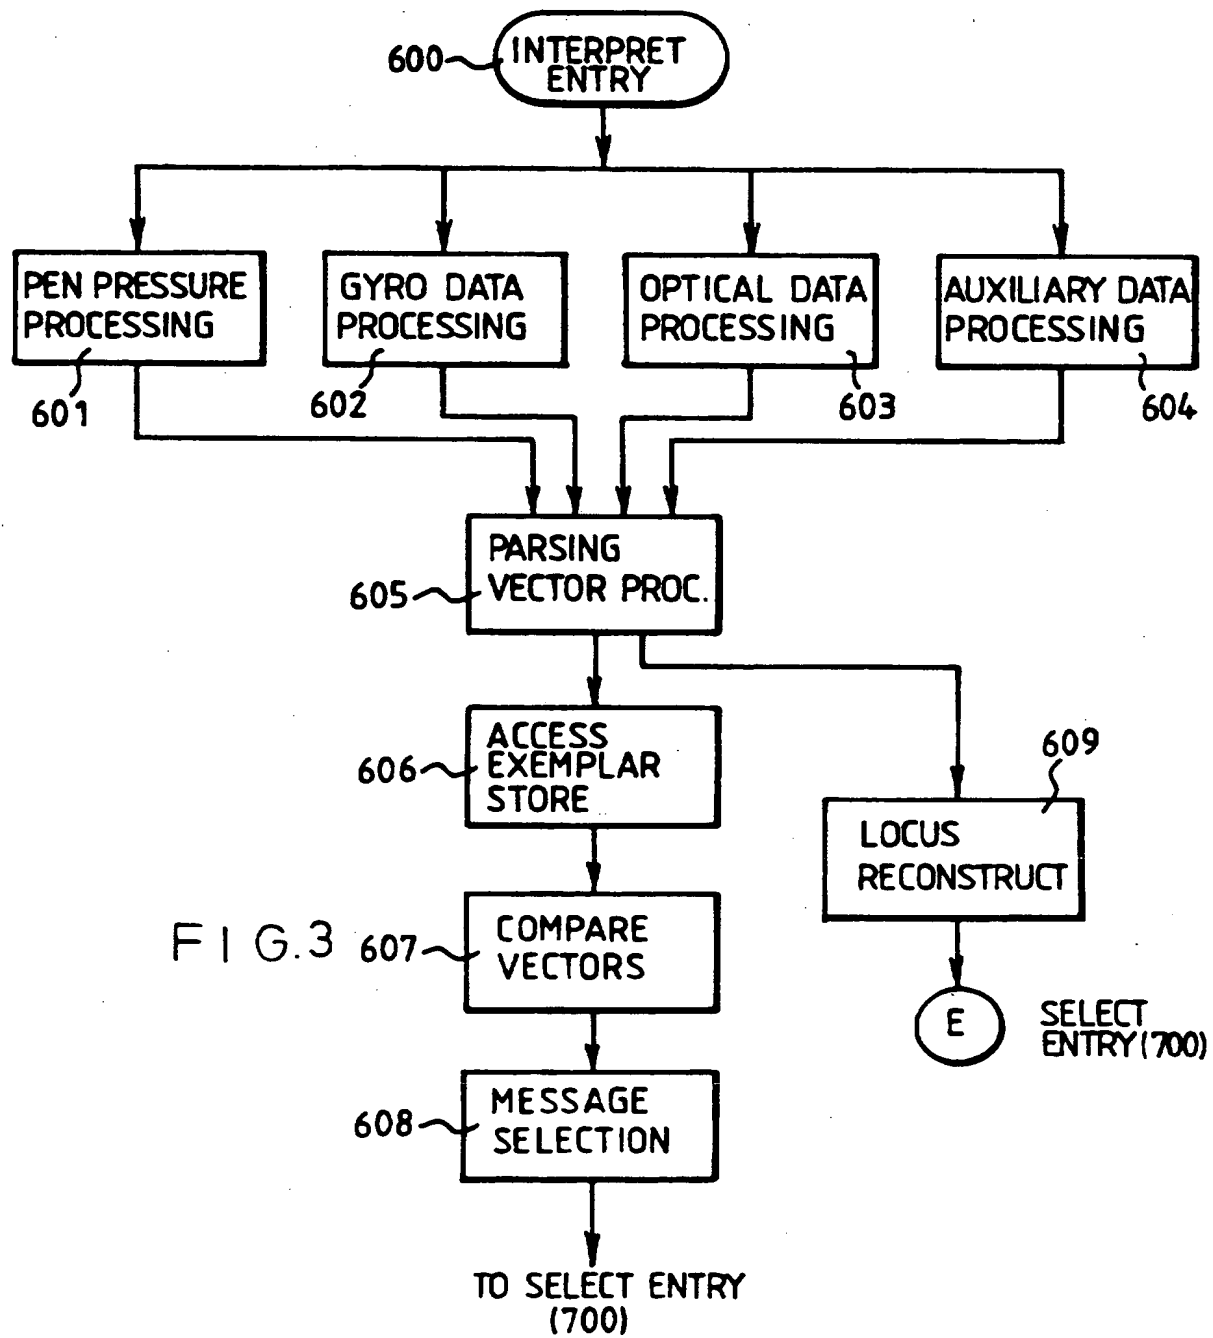 600
INTERPRET
ENTRY
PEN PRESSURE
PROCESSING
601
GYRO DATA
PROCESSING
602
OPTICAL DATA
PROCESSING
603
AUXILIARY DATA
PROCESSING
604
PARSING
VECTOR PROC.
605
ACCESS
EXEMPLAR
STORE
606
609
LOCUS
RECONSTRUCT
FIG.3
607
COMPARE
VECTORS
E
SELECT
ENTRY (700)
608
MESSAGE
SELECTION
TO SELECT ENTRY
(700)